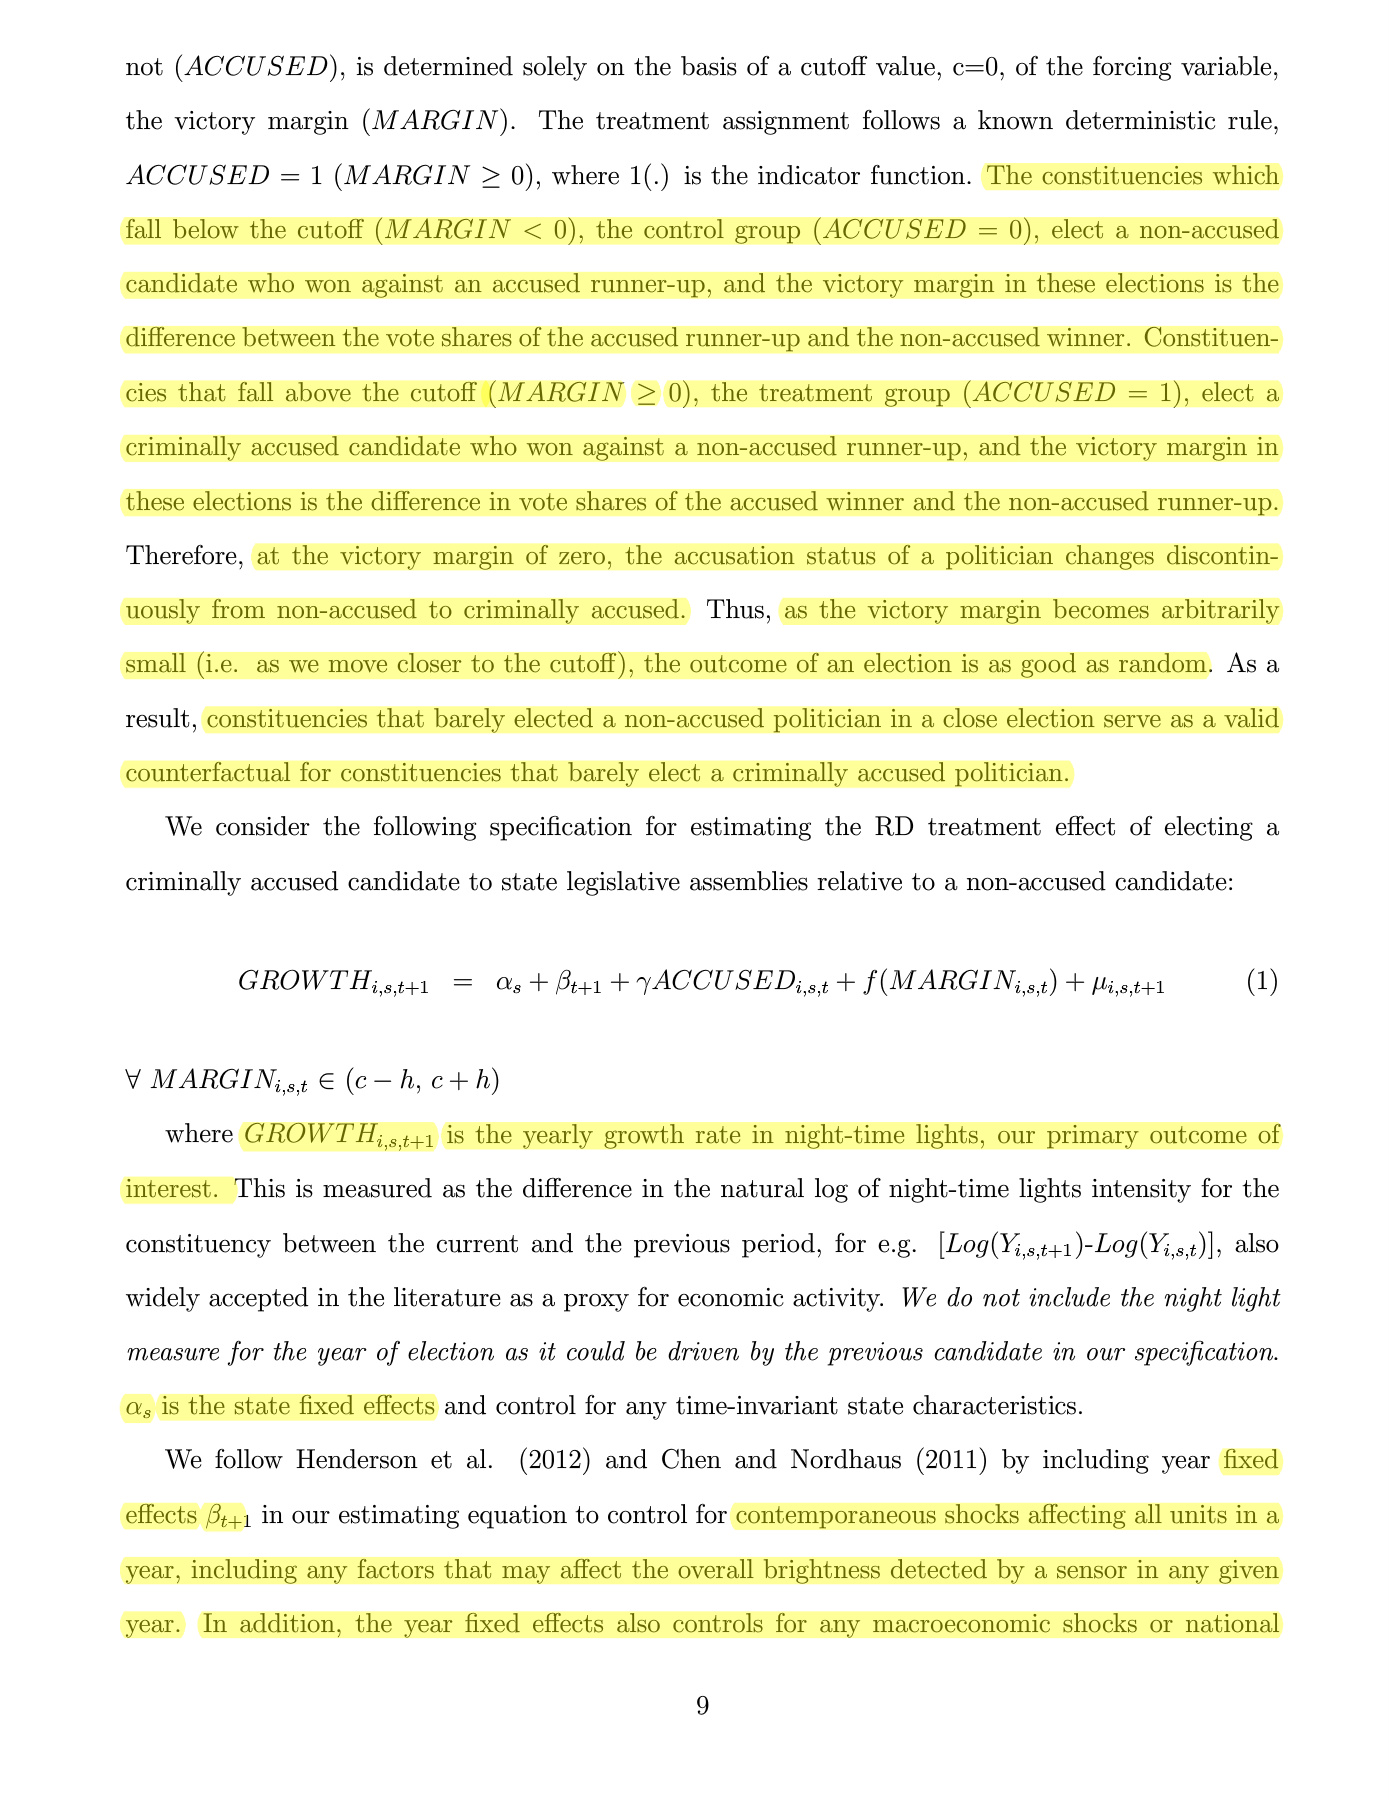 not (ACCUSED), is determined solely on the basis of a cutoff value, c=0, of the forcing variable,
the victory margin (MARGIN). The treatment assignment follows a known deterministic rule,
ACCUSED = 1 (MARGIN ≥ 0), where 1(.) is the indicator function. The constituencies which
fall below the cutoff (MARGIN < 0), the control group (ACCUSED = 0), elect a non-accused
candidate who won against an accused runner-up, and the victory margin in these elections is the
difference between the vote shares of the accused runner-up and the non-accused winner. Constituen-
cies that fall above the cutoff (MARGIN ≥ 0), the treatment group (ACCUSED = 1), elect a
criminally accused candidate who won against a non-accused runner-up, and the victory margin in
these elections is the difference in vote shares of the accused winner and the non-accused runner-up.
Therefore, at the victory margin of zero, the accusation status of a politician changes discontin-
uously from non-accused to criminally accused. Thus, as the victory margin becomes arbitrarily
small (i.e. as we move closer to the cutoff), the outcome of an election is as good as random. As a
result, constituencies that barely elected a non-accused politician in a close election serve as a valid
counterfactual for constituencies that barely elect a criminally accused politician.
We consider the following specification for estimating the RD treatment effect of electing a
criminally accused candidate to state legislative assemblies relative to a non-accused candidate:
GROWTH_{i,s,t+1} = α_s + β_{t+1} + γACCUSED_{i,s,t} + f(MARGIN_{i,s,t}) + μ_{i,s,t+1} (1)
∀ MARGIN_{i,s,t} ∈ (c − h, c + h)
where GROWTH_{i,s,t+1} is the yearly growth rate in night-time lights, our primary outcome of
interest. This is measured as the difference in the natural log of night-time lights intensity for the
constituency between the current and the previous period, for e.g. [Log(Y_{i,s,t+1})-Log(Y_{i,s,t})], also
widely accepted in the literature as a proxy for economic activity. We do not include the night light
measure for the year of election as it could be driven by the previous candidate in our specification.
α_s is the state fixed effects and control for any time-invariant state characteristics.
We follow Henderson et al. (2012) and Chen and Nordhaus (2011) by including year fixed
effects β_{t+1} in our estimating equation to control for contemporaneous shocks affecting all units in a
year, including any factors that may affect the overall brightness detected by a sensor in any given
year. In addition, the year fixed effects also controls for any macroeconomic shocks or national
9